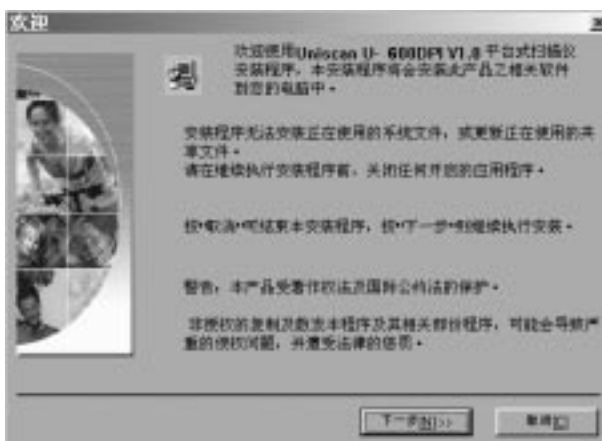 欢迎
欢迎使用Uniscan U- 600DPI V1.0 平台式扫描仪
安装程序，本安装程序将会安装此产品之相关软件
到您的电脑中。
安装程序无法安装正在使用的系统文件，或更新正在使用的共
享文件。
请在继续执行安装程序前，关闭任何开启的应用程序。
按“取消”可结束本安装程序，按“下一步”则继续执行安装。
警告：本产品受著作权法及国际公约法的保护。
非授权的复制及散发本程序及其相关部份程序，可能会导致严
重的侵权问题，并遭受法律的惩罚。
下一步(N)>>
取消(C)